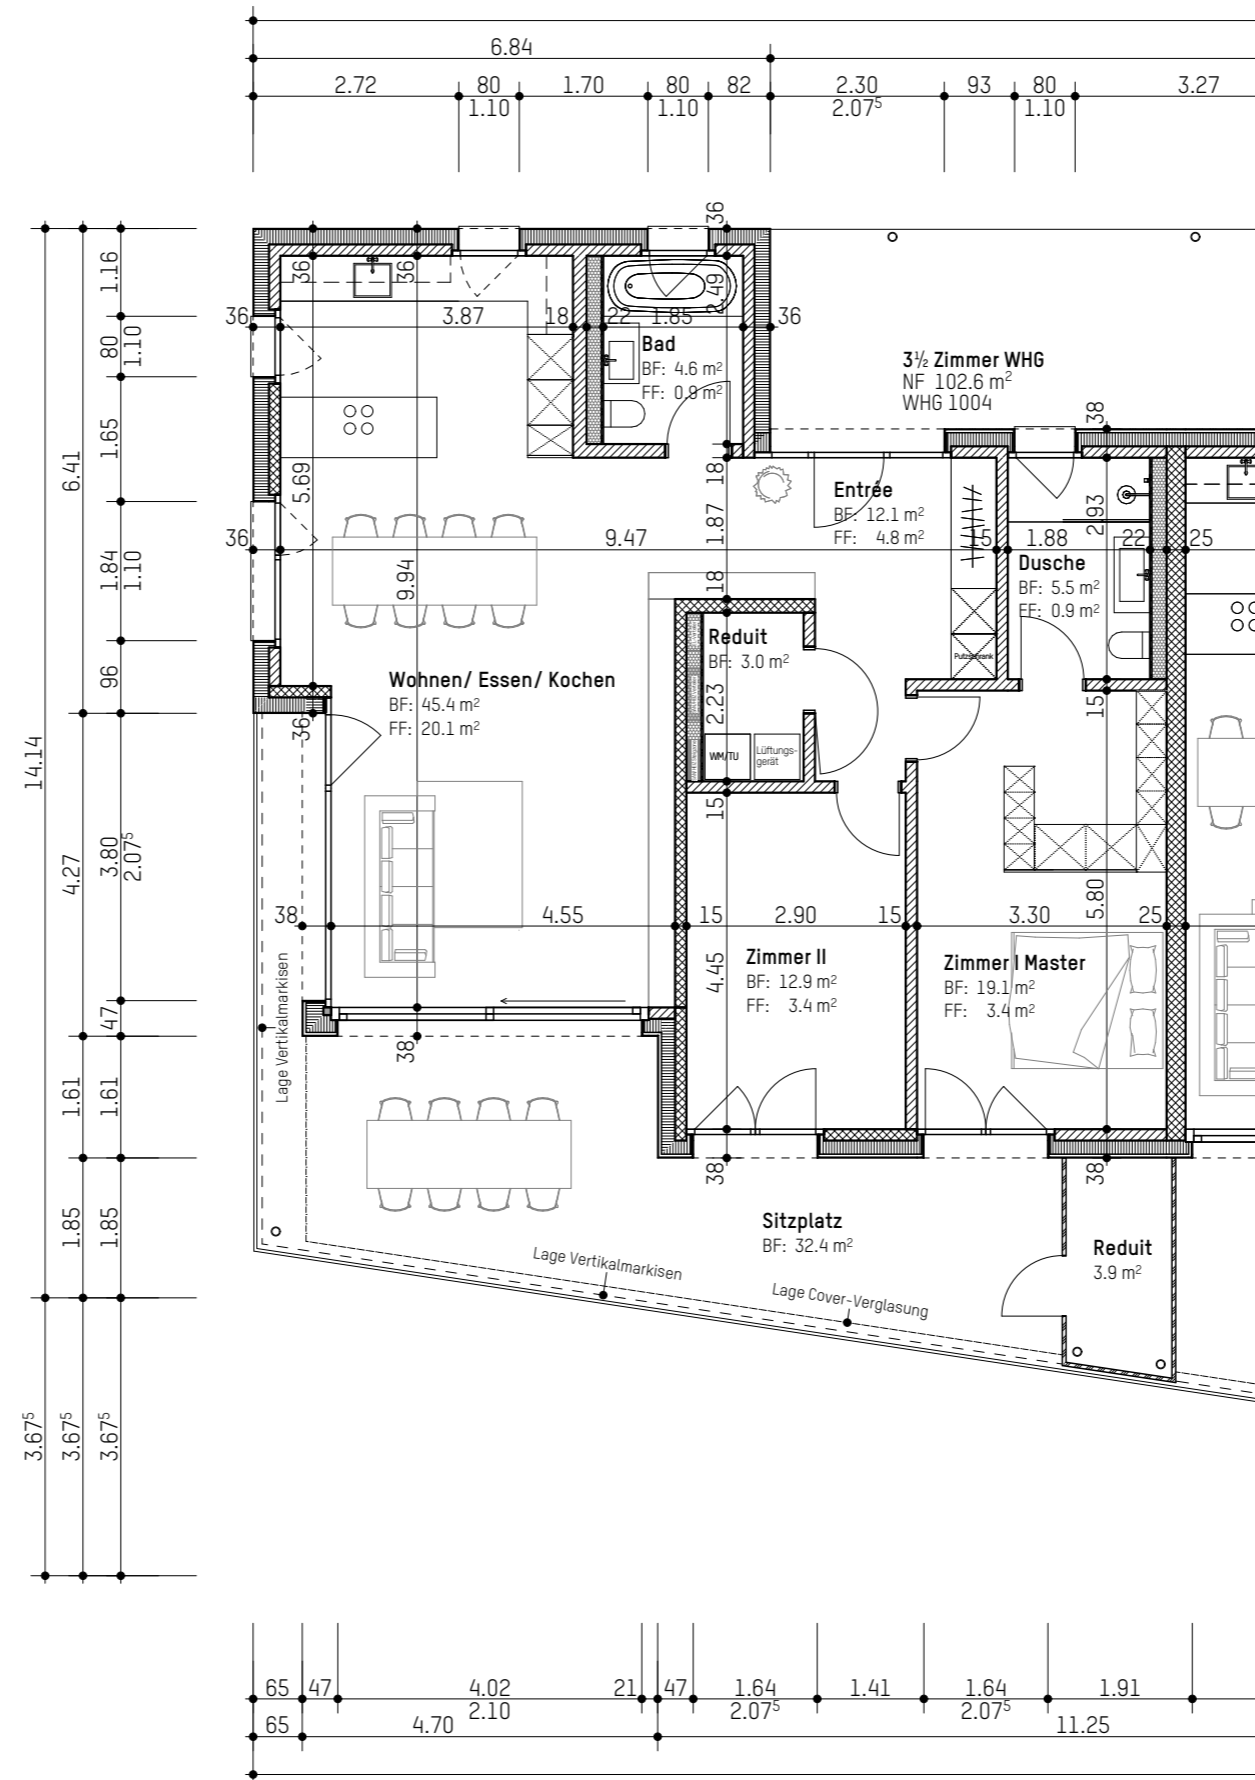 6.84
2.72 80 1.70 80 82 2.30 93 80 3.27
1.10 1.10 2.07⁵ 1.10
36
36 36 2.49
36 3.87 18 22 1.85 36
Bad
BF: 4.6 m²
FF: 0.9 m²
3½ Zimmer WHG
NF 102.6 m²
WHG 1004
38
1.16
80
1.10
1.65
6.41
1.84
1.10
96
14.14
4.27
3.80
2.07⁵
47
1.61 1.61
1.85 1.85
3.67⁵ 3.67⁵ 3.67⁵
5.69
18
Entrée
BF: 12.1 m²
FF: 4.8 m²
1.87
2.93
36 9.47 15 1.88 22 25
9.94
18
Dusche
BF: 5.5 m²
FF: 0.9 m²
Reduit
BF: 3.0 m²
Putzschrank
Wohnen/ Essen/ Kochen
BF: 45.4 m²
FF: 20.1 m²
2.23
36
15
WM/TU
Lüftungs-
gerät
15
38 4.55 15 2.90 15 3.30 25
5.80
4.45
Zimmer II
BF: 12.9 m²
FF: 3.4 m²
Zimmer I Master
BF: 19.1 m²
FF: 3.4 m²
Lage Vertikalmarkisen
38
38
38
Sitzplatz
BF: 32.4 m²
Reduit
3.9 m²
Lage Vertikalmarkisen
Lage Cover-Verglasung
65 47 4.02 21 47 1.64 1.41 1.64 1.91
2.10 2.07⁵ 2.07⁵
65 4.70 11.25